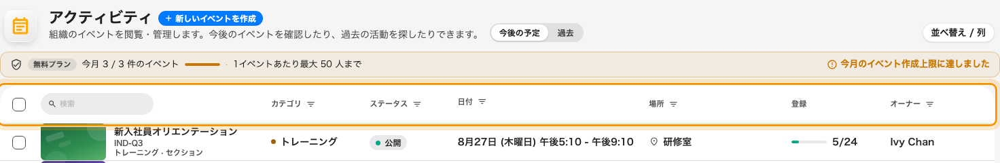 アクティビティ
+ 新しいイベントを作成
組織のイベントを閲覧・管理します。今後のイベントを確認したり、過去の活動を探したりできます。
今後の予定
過去
並べ替え / 列
無料プラン
今月 3 / 3 件のイベント
· 1イベントあたり最大 50 人まで
今月のイベント作成上限に達しました
検索
カテゴリ
ステータス
日付
場所
登録
オーナー
新入社員オリエンテーション
IND-Q3
トレーニング · セクション
トレーニング
公開
8月27日 (木曜日) 午後5:10 - 午後9:10
研修室
5/24
Ivy Chan